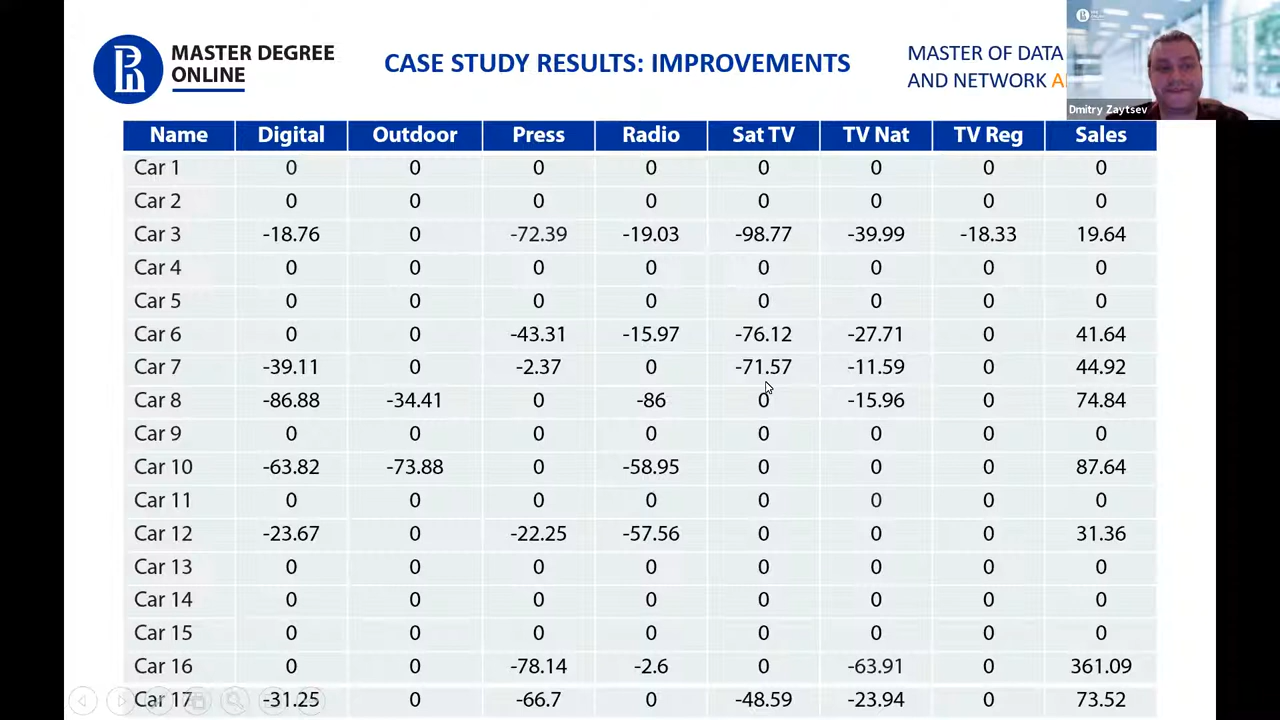 MASTER DEGREE
ONLINE
CASE STUDY RESULTS: IMPROVEMENTS
MASTER OF DATA
AND NETWORK A
Dmitry Zaytsev
Name Digital Outdoor Press Radio Sat TV TV Nat TV Reg Sales
Car 1 0 0 0 0 0 0 0 0
Car 2 0 0 0 0 0 0 0 0
Car 3 -18.76 0 -72.39 -19.03 -98.77 -39.99 -18.33 19.64
Car 4 0 0 0 0 0 0 0 0
Car 5 0 0 0 0 0 0 0 0
Car 6 0 0 -43.31 -15.97 -76.12 -27.71 0 41.64
Car 7 -39.11 0 -2.37 0 -71.57 -11.59 0 44.92
Car 8 -86.88 -34.41 0 -86 0 -15.96 0 74.84
Car 9 0 0 0 0 0 0 0 0
Car 10 -63.82 -73.88 0 -58.95 0 0 0 87.64
Car 11 0 0 0 0 0 0 0 0
Car 12 -23.67 0 -22.25 -57.56 0 0 0 31.36
Car 13 0 0 0 0 0 0 0 0
Car 14 0 0 0 0 0 0 0 0
Car 15 0 0 0 0 0 0 0 0
Car 16 0 0 -78.14 -2.6 0 -63.91 0 361.09
Car 17 -31.25 0 -66.7 0 -48.59 -23.94 0 73.52